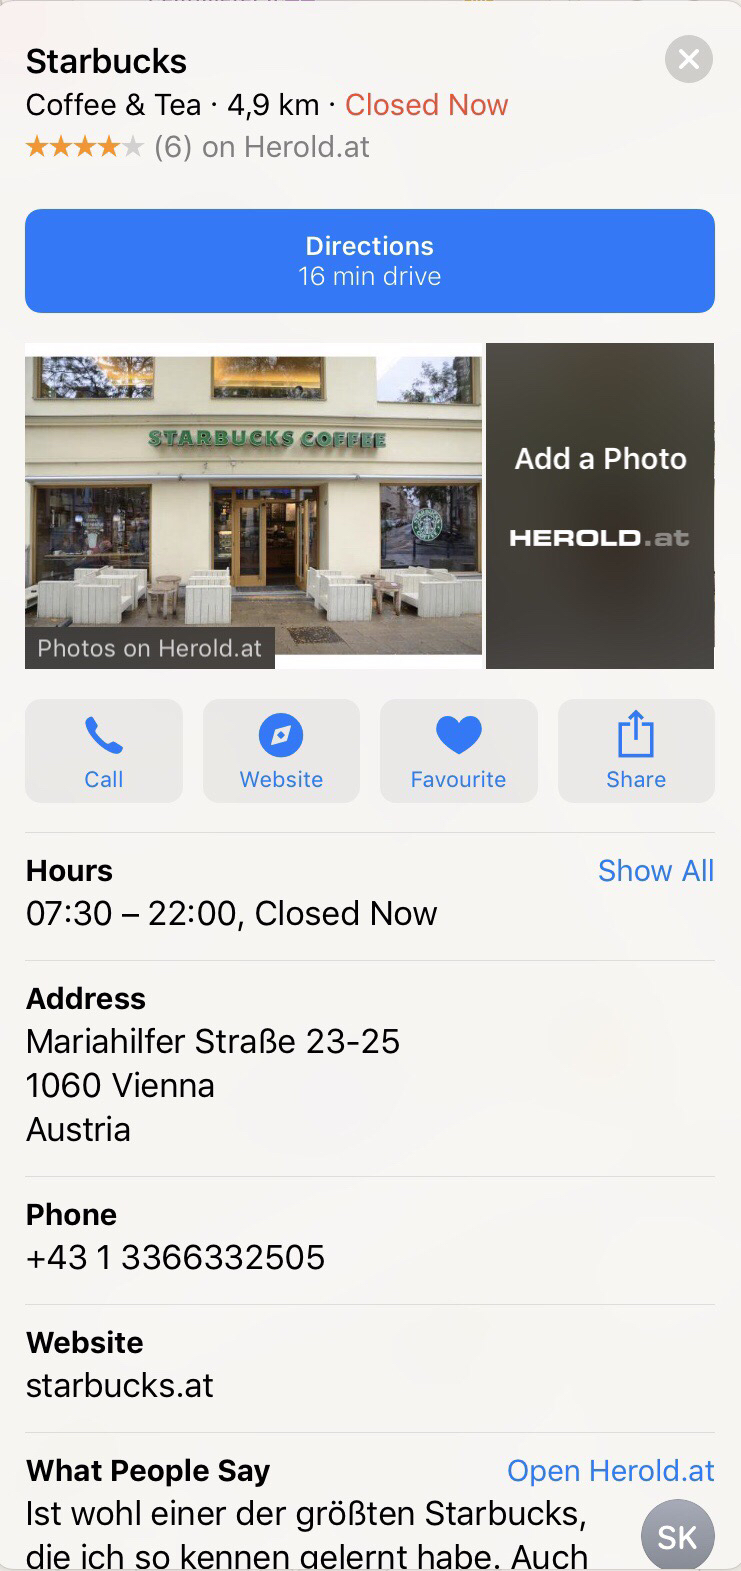 Starbucks
Coffee & Tea · 4,9 km · Closed Now
(6) on Herold.at
Directions
16 min drive
STARBUCKS COFFEE
Add a Photo
HEROLD.at
Photos on Herold.at
Call
Website
Favourite
Share
Hours
Show All
07:30 – 22:00, Closed Now
Address
Mariahilfer Straße 23-25
1060 Vienna
Austria
Phone
+43 1 3366332505
Website
starbucks.at
What People Say
Open Herold.at
Ist wohl einer der größten Starbucks,
SK
die ich so kennen gelernt habe. Auch